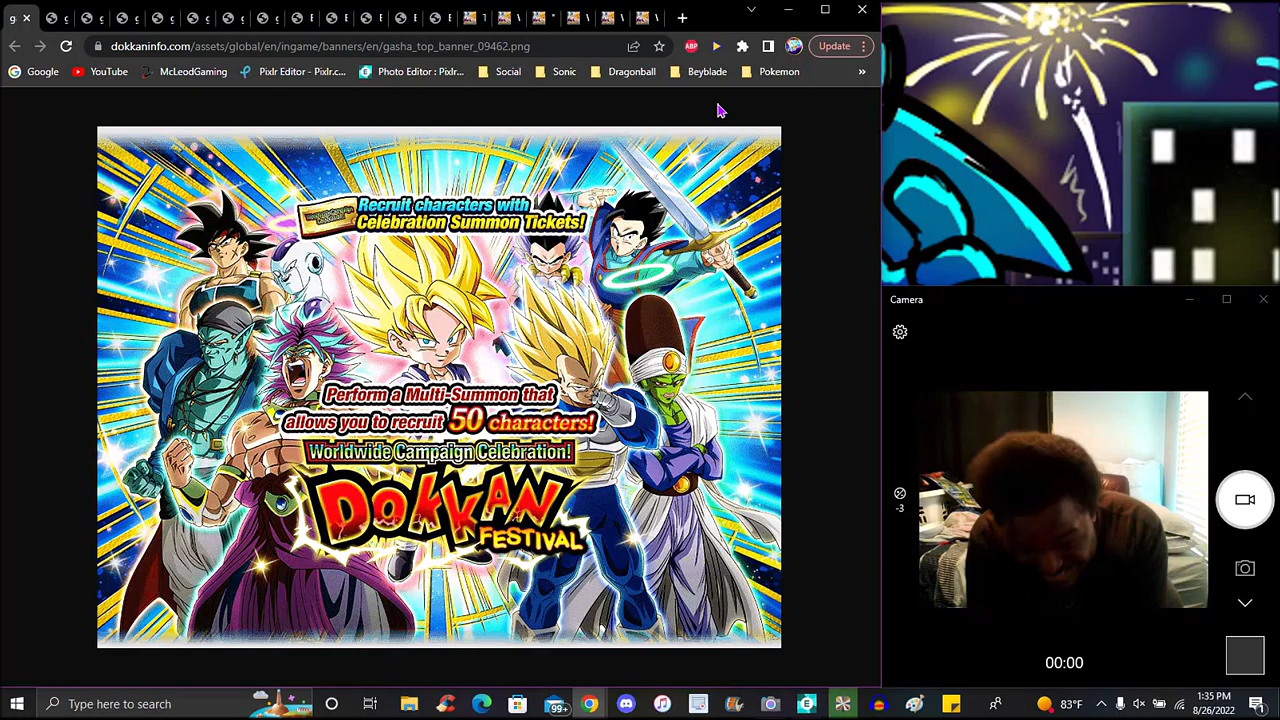 dokkaninfo.com/assets/global/en/ingame/banners/en/gasha_top_banner_09462.png
ABP
Update
Google
YouTube
McLeodGaming
Pixlr Editor - Pixlr.c...
Photo Editor : Pixlr...
Social
Sonic
Dragonball
Beyblade
Pokemon
»
Recruit characters with
Celebration Summon Tickets!
Perform a Multi-Summon that
allows you to recruit 50 characters!
Worldwide Campaign Celebration!
DOKKAN
FESTIVAL
Camera
-3
00:00
Type here to search
99+
83°F
1:35 PM
8/26/2022